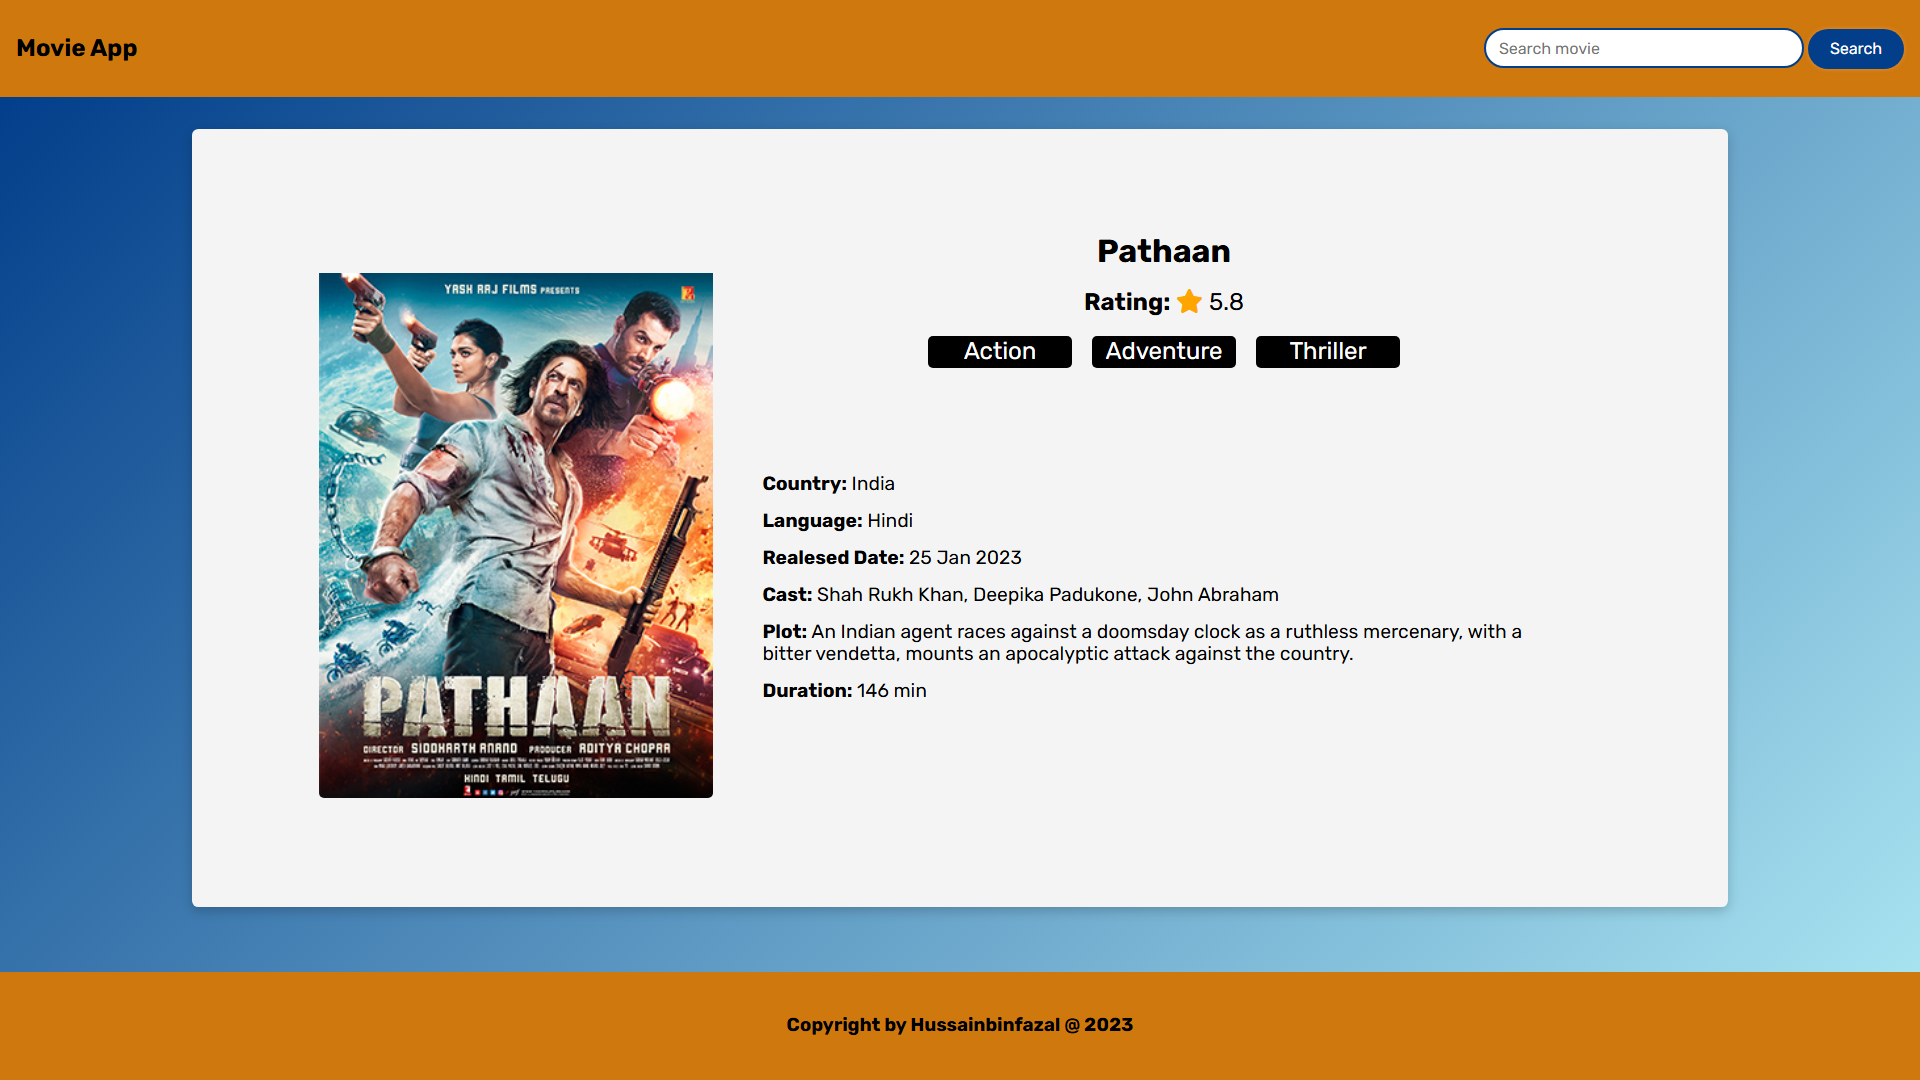 Movie App
Search movie
Search
Pathaan
Rating: 5.8
Action
Adventure
Thriller
YASH RAJ FILMS PRESENTS
PATHAAN
DIRECTOR SIDDHARTH ANAND PRODUCER ADITYA CHOPRA
HINDI TAMIL TELUGU
Country: India
Language: Hindi
Realesed Date: 25 Jan 2023
Cast: Shah Rukh Khan, Deepika Padukone, John Abraham
Plot: An Indian agent races against a doomsday clock as a ruthless mercenary, with a
bitter vendetta, mounts an apocalyptic attack against the country.
Duration: 146 min
Copyright by Hussainbinfazal @ 2023